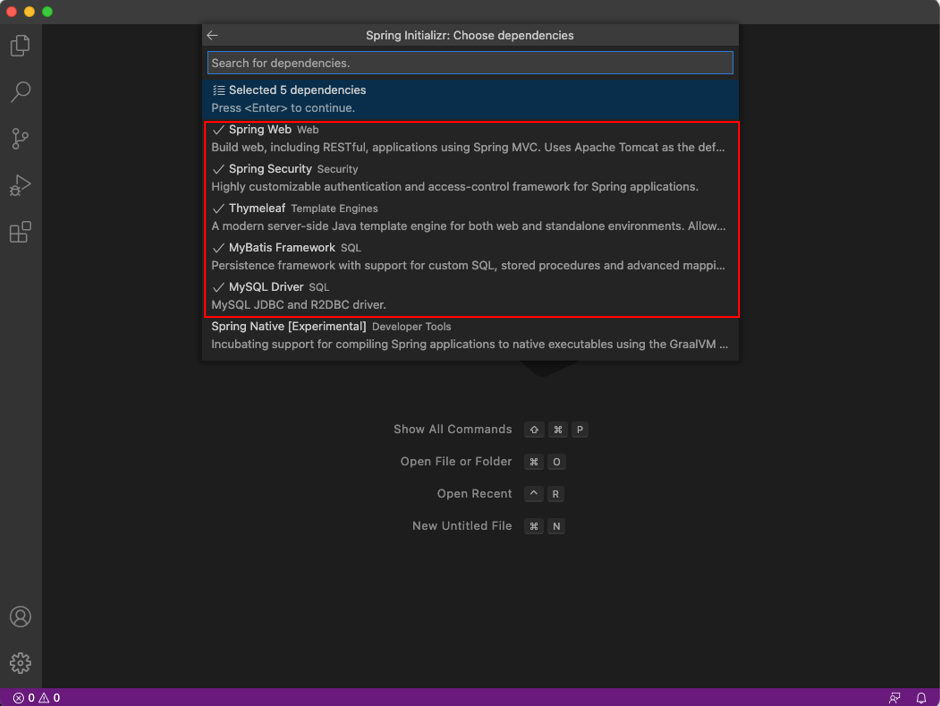 Spring Initializr: Choose dependencies
Search for dependencies.
Selected 5 dependencies
Press <Enter> to continue.
Spring Web Web
Build web, including RESTful, applications using Spring MVC. Uses Apache Tomcat as the def...
Spring Security Security
Highly customizable authentication and access-control framework for Spring applications.
Thymeleaf Template Engines
A modern server-side Java template engine for both web and standalone environments. Allow...
MyBatis Framework SQL
Persistence framework with support for custom SQL, stored procedures and advanced mappi...
MySQL Driver SQL
MySQL JDBC and R2DBC driver.
Spring Native [Experimental] Developer Tools
Incubating support for compiling Spring applications to native executables using the GraalVM ...
Show All Commands ⇧ ⌘ P
Open File or Folder ⌘ O
Open Recent ^ R
New Untitled File ⌘ N
0 0